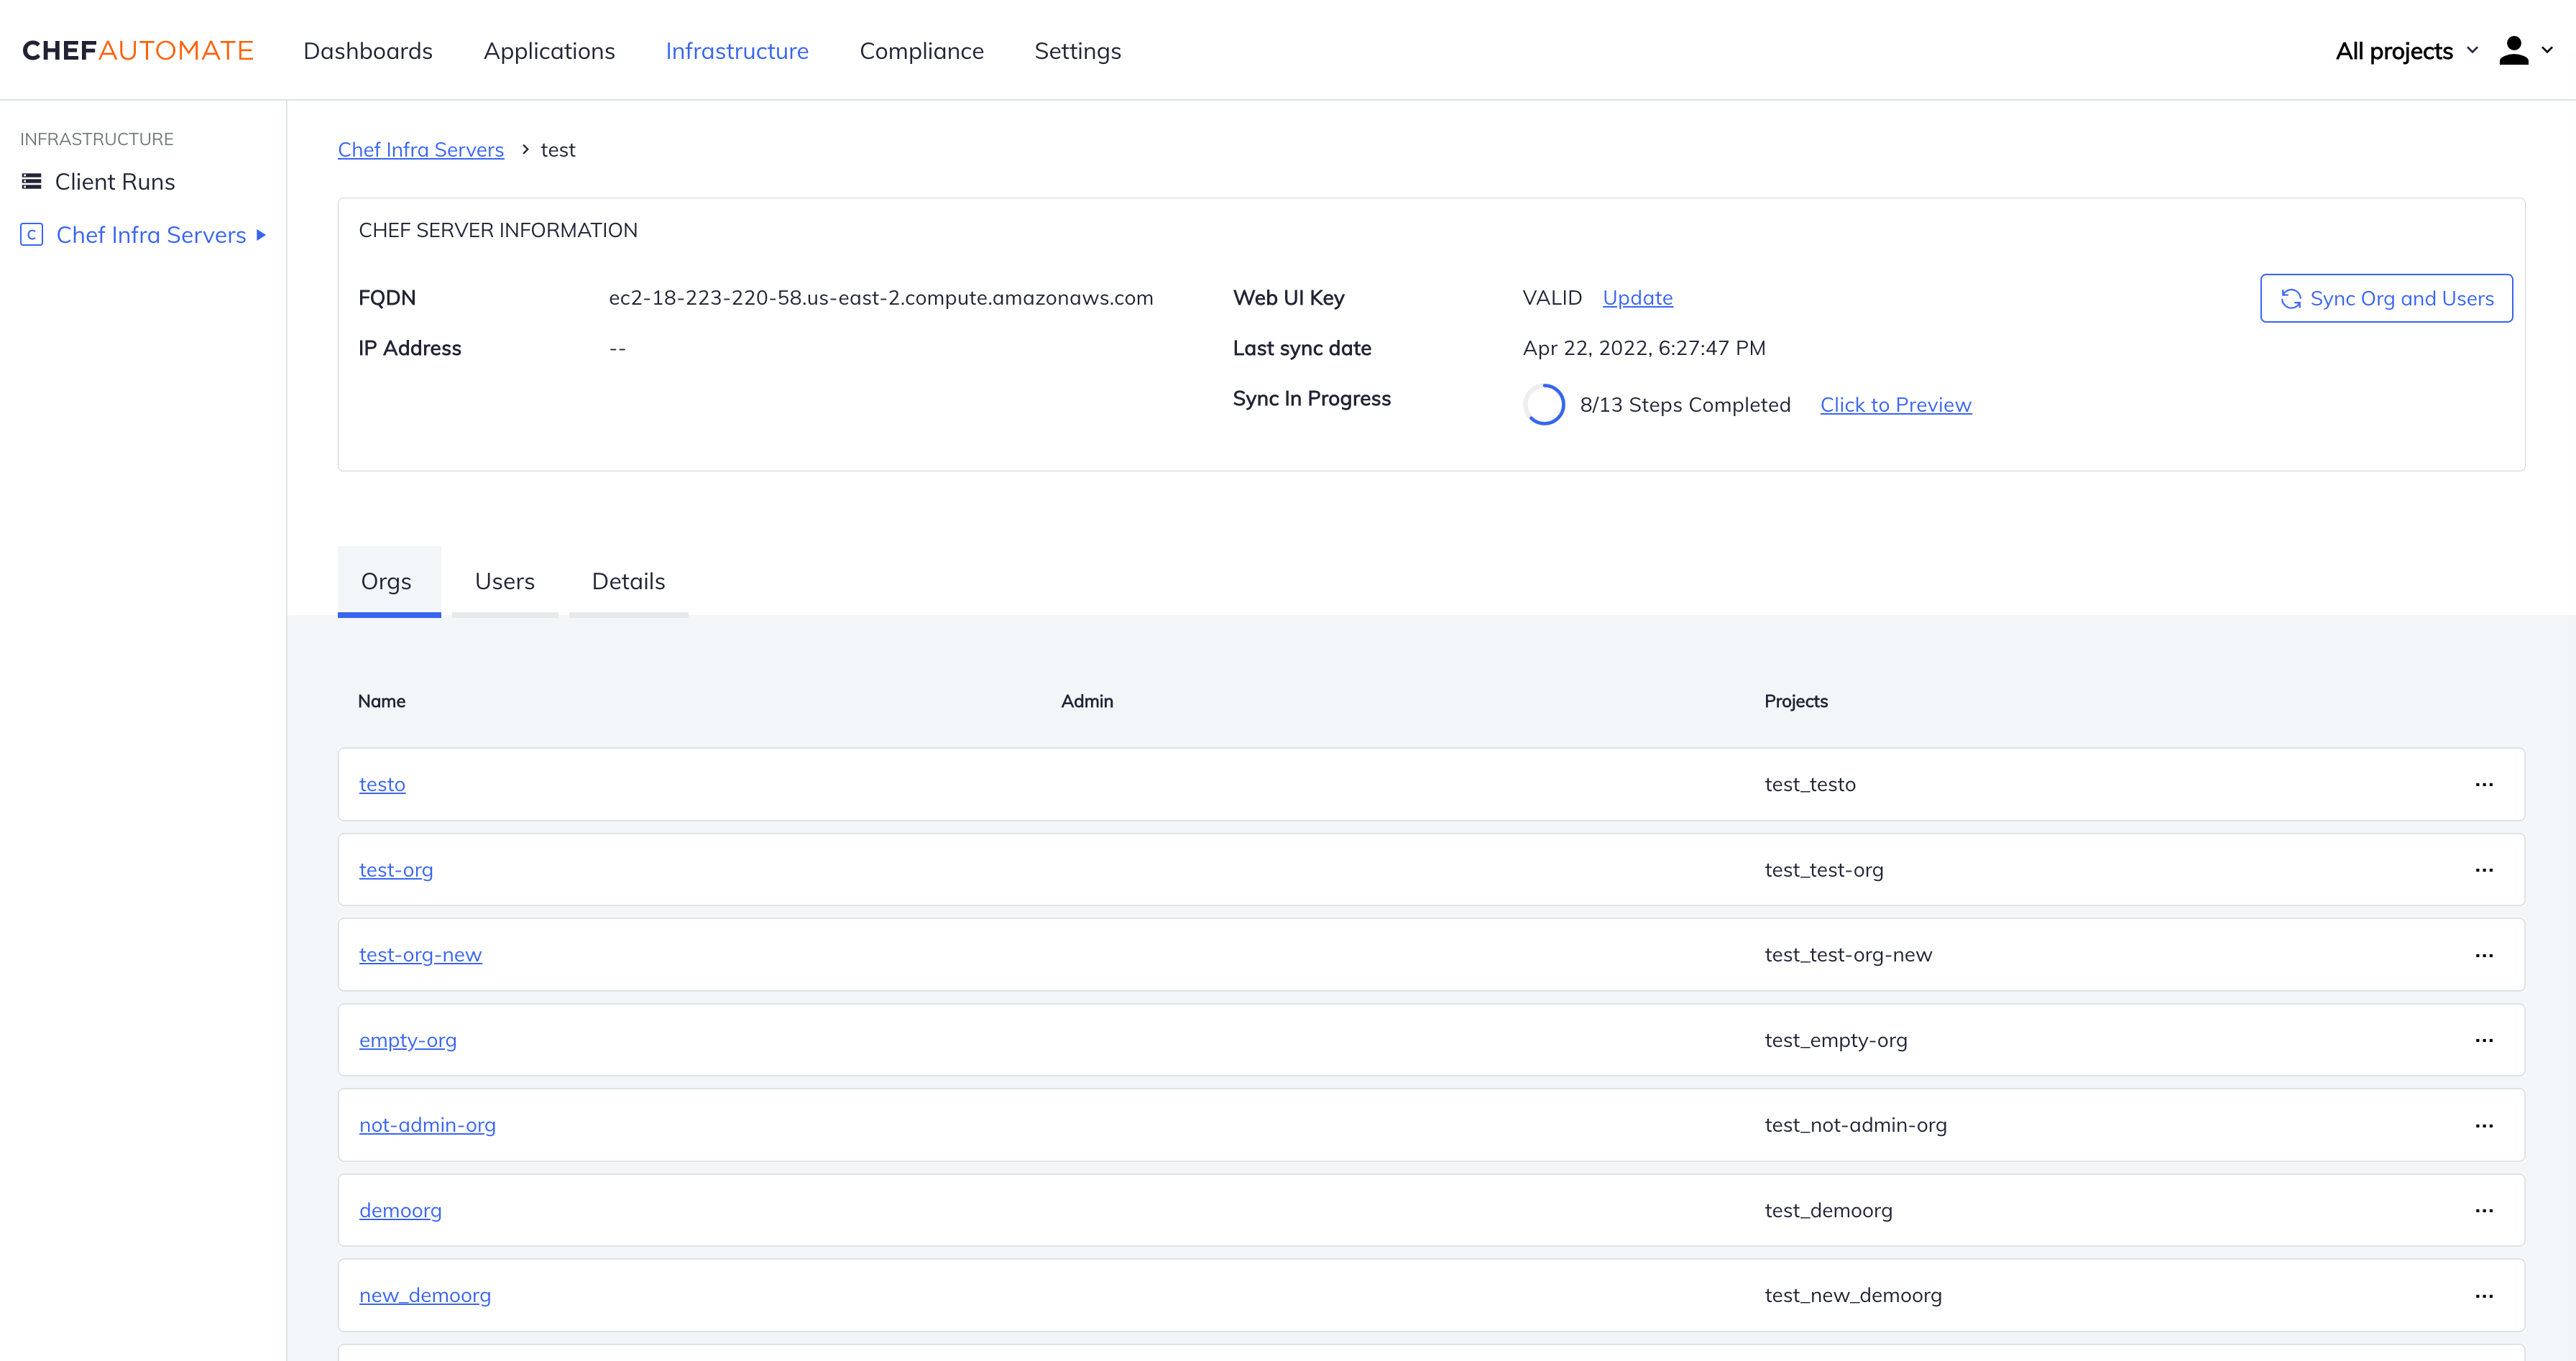 CHEFAUTOMATE Dashboards Applications Infrastructure Compliance Settings All projects
INFRASTRUCTURE
Client Runs
C Chef Infra Servers
Chef Infra Servers > test
CHEF SERVER INFORMATION
FQDN ec2-18-223-220-58.us-east-2.compute.amazonaws.com Web UI Key VALID Update Sync Org and Users
IP Address -- Last sync date Apr 22, 2022, 6:27:47 PM
Sync In Progress 8/13 Steps Completed Click to Preview
Orgs Users Details
Name Admin Projects
testo test_testo ...
test-org test_test-org ...
test-org-new test_test-org-new ...
empty-org test_empty-org ...
not-admin-org test_not-admin-org ...
demoorg test_demoorg ...
new_demoorg test_new_demoorg ...